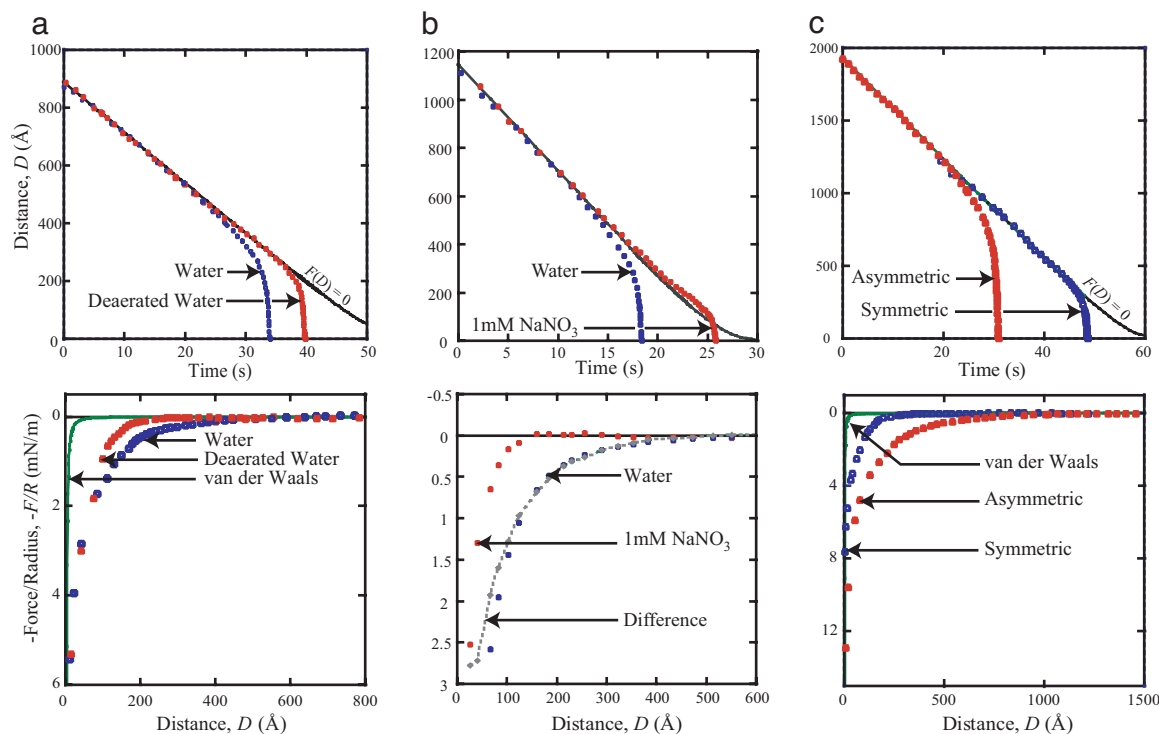 a
1000
800
600
400
200
0
Distance, D (Å)
Water
Deaerated Water
F(D) = 0
0 10 20 30 40 50
Time (s)
b
1200
1000
800
600
400
200
0
Water
1mM NaNO3
0 5 10 15 20 25 30
Time (s)
c
2000
1500
1000
500
0
Asymmetric
Symmetric
F(D) = 0
0 20 40 60
Time (s)
0
2
4
6
-Force/Radius, -F/R (mN/m)
Water
Deaerated Water
van der Waals
0 200 400 600 800
Distance, D (Å)
-0.5
0
0.5
1
1.5
2
2.5
3
Water
1mM NaNO3
Difference
0 100 200 300 400 500 600
Distance, D (Å)
0
4
8
12
van der Waals
Asymmetric
Symmetric
0 500 1000 1500
Distance, D (Å)